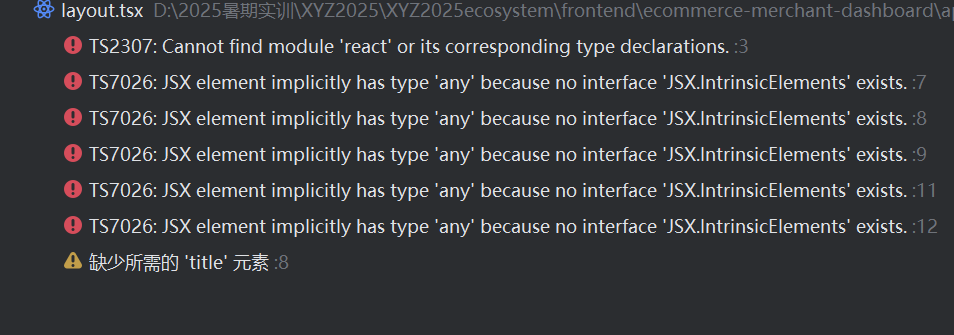 layout.tsx D:\2025暑期实训\XYZ2025\XYZ2025ecosystem\frontend\ecommerce-merchant-dashboard\a
TS2307: Cannot find module 'react' or its corresponding type declarations. :3
TS7026: JSX element implicitly has type 'any' because no interface 'JSX.IntrinsicElements' exists. :7
TS7026: JSX element implicitly has type 'any' because no interface 'JSX.IntrinsicElements' exists. :8
TS7026: JSX element implicitly has type 'any' because no interface 'JSX.IntrinsicElements' exists. :9
TS7026: JSX element implicitly has type 'any' because no interface 'JSX.IntrinsicElements' exists. :11
TS7026: JSX element implicitly has type 'any' because no interface 'JSX.IntrinsicElements' exists. :12
缺少所需的 'title' 元素 :8